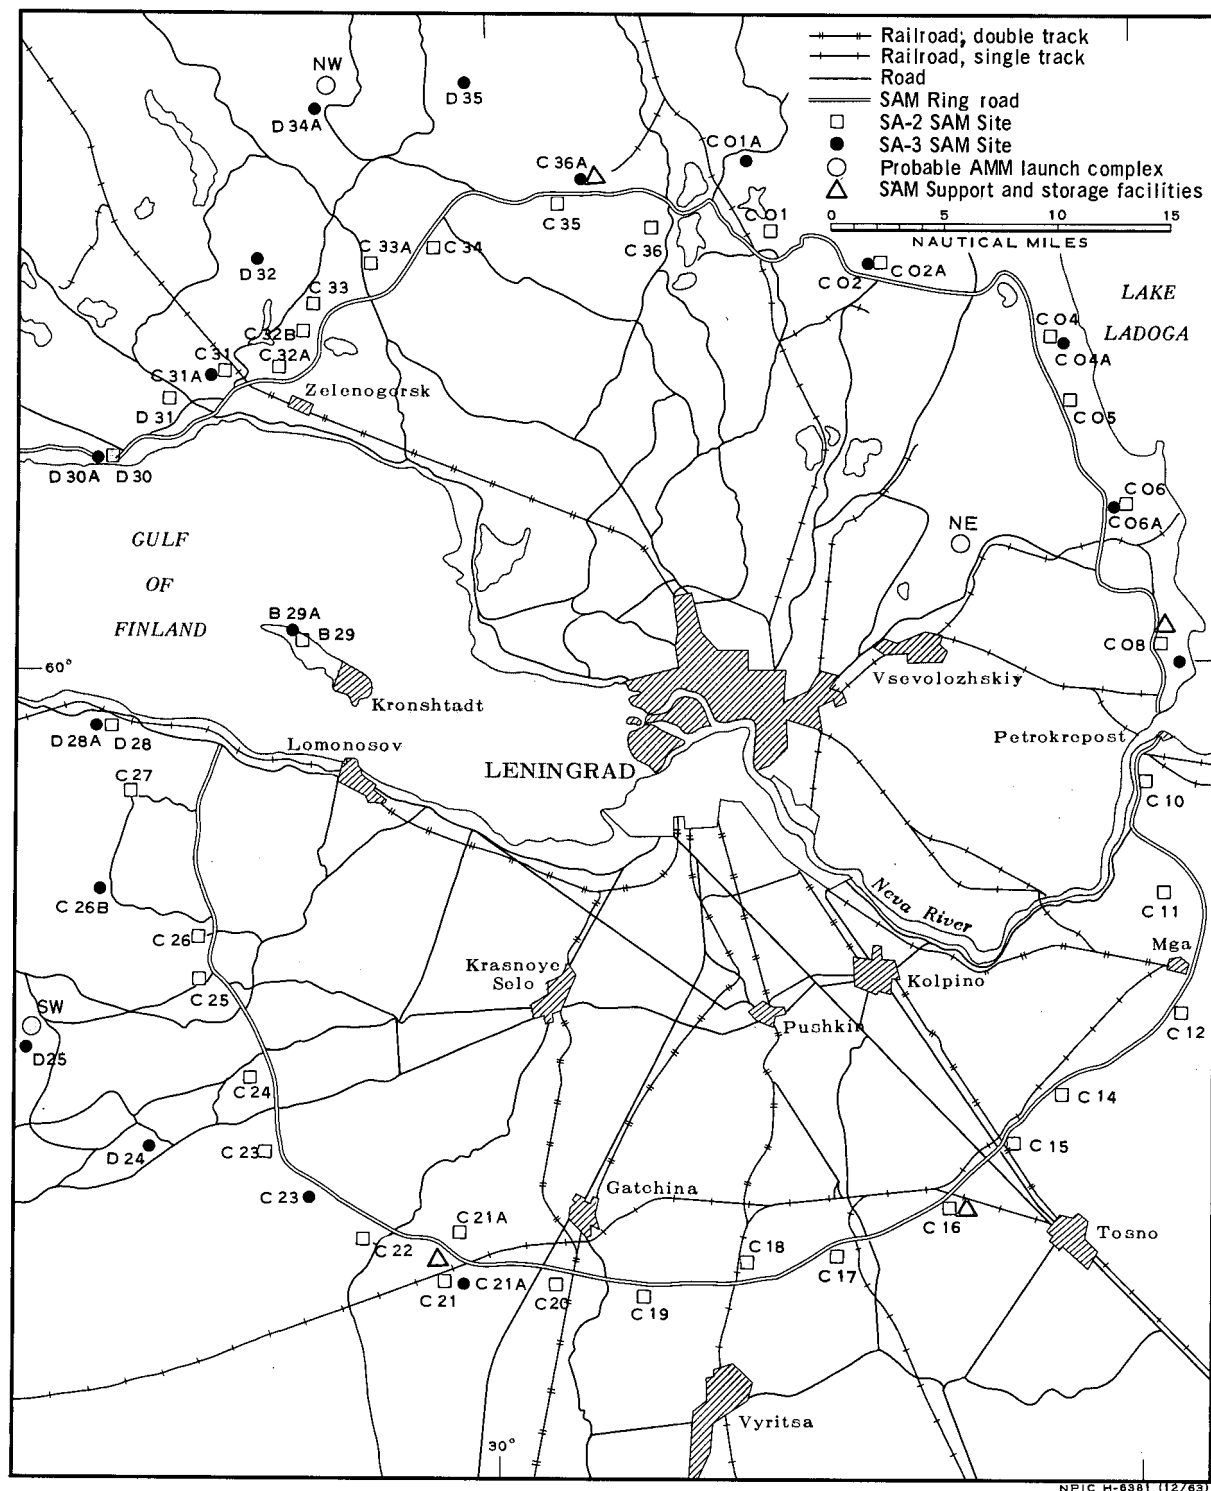 Railroad; double track
Railroad, single track
Road
SAM Ring road
SA-2 SAM Site
SA-3 SAM Site
Probable AMM launch complex
SAM Support and storage facilities
0 5 10 15
NAUTICAL MILES
NW
D 34A
D 35
C 36A
C 01A
C 35
C 36
C 01
C 33A
C 34
C 02
C 02A
D 32
C 33
LAKE
LADOGA
C 32B
C 31
C 32A
C 31A
C 04
C 04A
D 31
Zelenogorsk
C 05
D 30A
D 30
C 06
C 06A
NE
GULF
OF
FINLAND
B 29A
B 29
C 08
60°
Kronshtadt
Vsevolozhskiy
D 28A
D 28
Lomonosov
Petrokrepost
LENINGRAD
C 27
C 10
C 26B
Neva River
C 11
C 26
Mga
Krasnoye
Selo
Kolpino
C 25
SW
Pushkin
C 12
D 25
C 24
C 14
D 24
C 23
C 15
C 23
Gatchina
C 21A
C 16
Tosno
C 22
C 18
C 17
C 21
C 21A
C 20
C 19
Vyritsa
30°
NPIC H-6381 (12/63)